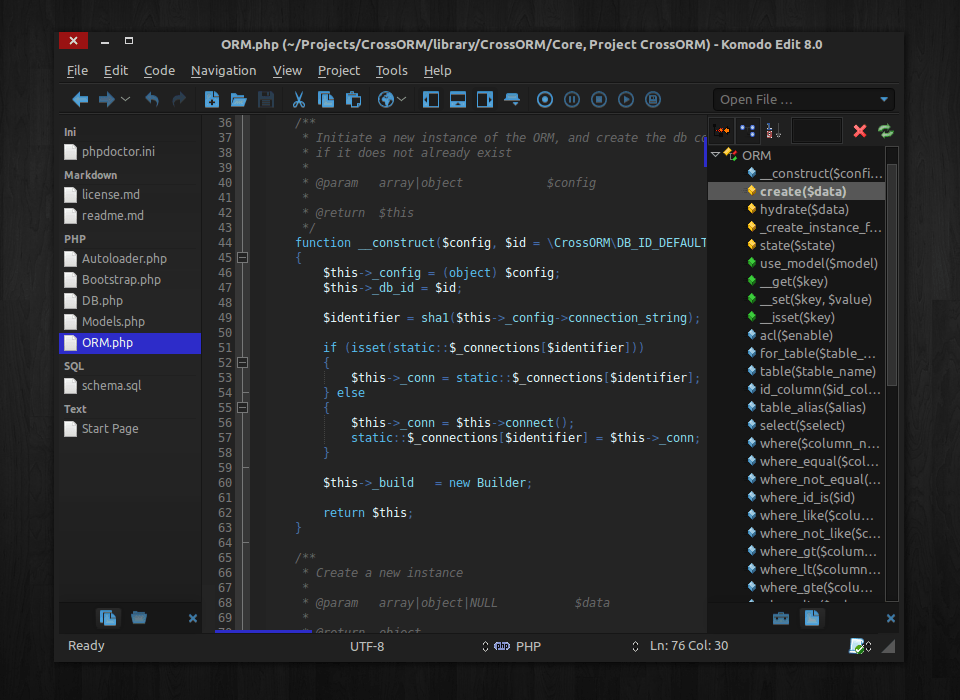 ORM.php (~/Projects/CrossORM/library/CrossORM/Core, Project CrossORM) - Komodo Edit 8.0
File Edit Code Navigation View Project Tools Help
Open File ...
Ini
phpdoctor.ini
Markdown
license.md
readme.md
PHP
Autoloader.php
Bootstrap.php
DB.php
Models.php
ORM.php
SQL
schema.sql
Text
Start Page
36 /**
37 * Initiate a new instance of the ORM, and create the db co
38 * if it does not already exist
39 *
40 * @param array|object $config
41 *
42 * @return $this
43 */
44 function __construct($config, $id = \CrossORM\DB_ID_DEFAULT
45 {
46 $this->_config = (object) $config;
47 $this->_db_id = $id;
48
49 $identifier = sha1($this->_config->connection_string);
50
51 if (isset(static::$_connections[$identifier]))
52 {
53 $this->_conn = static::$_connections[$identifier];
54 } else
55 {
56 $this->_conn = $this->connect();
57 static::$_connections[$identifier] = $this->_conn;
58 }
59
60 $this->_build = new Builder;
61
62 return $this;
63 }
64
65 /**
66 * Create a new instance
67 *
68 * @param array|object|NULL $data
69 *
70 * @return object
ORM
__construct($confi...
create($data)
hydrate($data)
_create_instance_f...
state($state)
use_model($model)
__get($key)
__set($key, $value)
__isset($key)
acl($enable)
for_table($table_...
table($table_name)
id_column($id_col...
table_alias($alias)
select($select)
where($column_n...
where_equal($col...
where_not_equal(...
where_id_is($id)
where_like($colu...
where_not_like($c...
where_gt($colum...
where_lt($column...
where_gte($colu...
Ready UTF-8 PHP Ln: 76 Col: 30